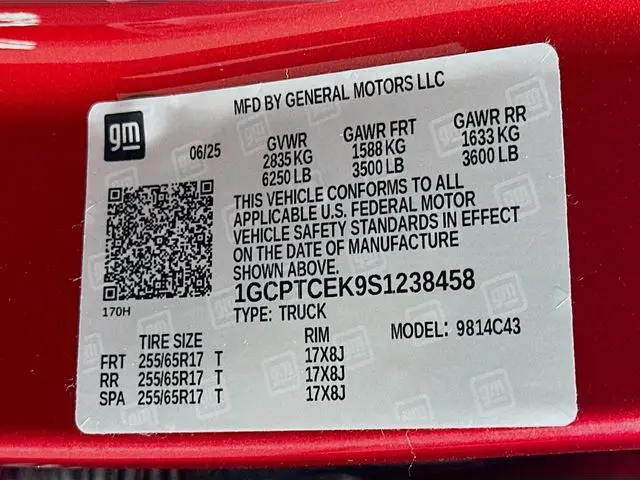 MFD BY GENERAL MOTORS LLC
gm
06/25
GVWR GAWR FRT GAWR RR
2835 KG 1588 KG 1633 KG
6250 LB 3500 LB 3600 LB
THIS VEHICLE CONFORMS TO ALL
APPLICABLE U.S. FEDERAL MOTOR
VEHICLE SAFETY STANDARDS IN EFFECT
ON THE DATE OF MANUFACTURE
SHOWN ABOVE.
1GCPTCEK9S1238458
170H
TYPE: TRUCK
MODEL: 9814C43
TIRE SIZE RIM
FRT 255/65R17 T 17X8J
RR 255/65R17 T 17X8J
SPA 255/65R17 T 17X8J